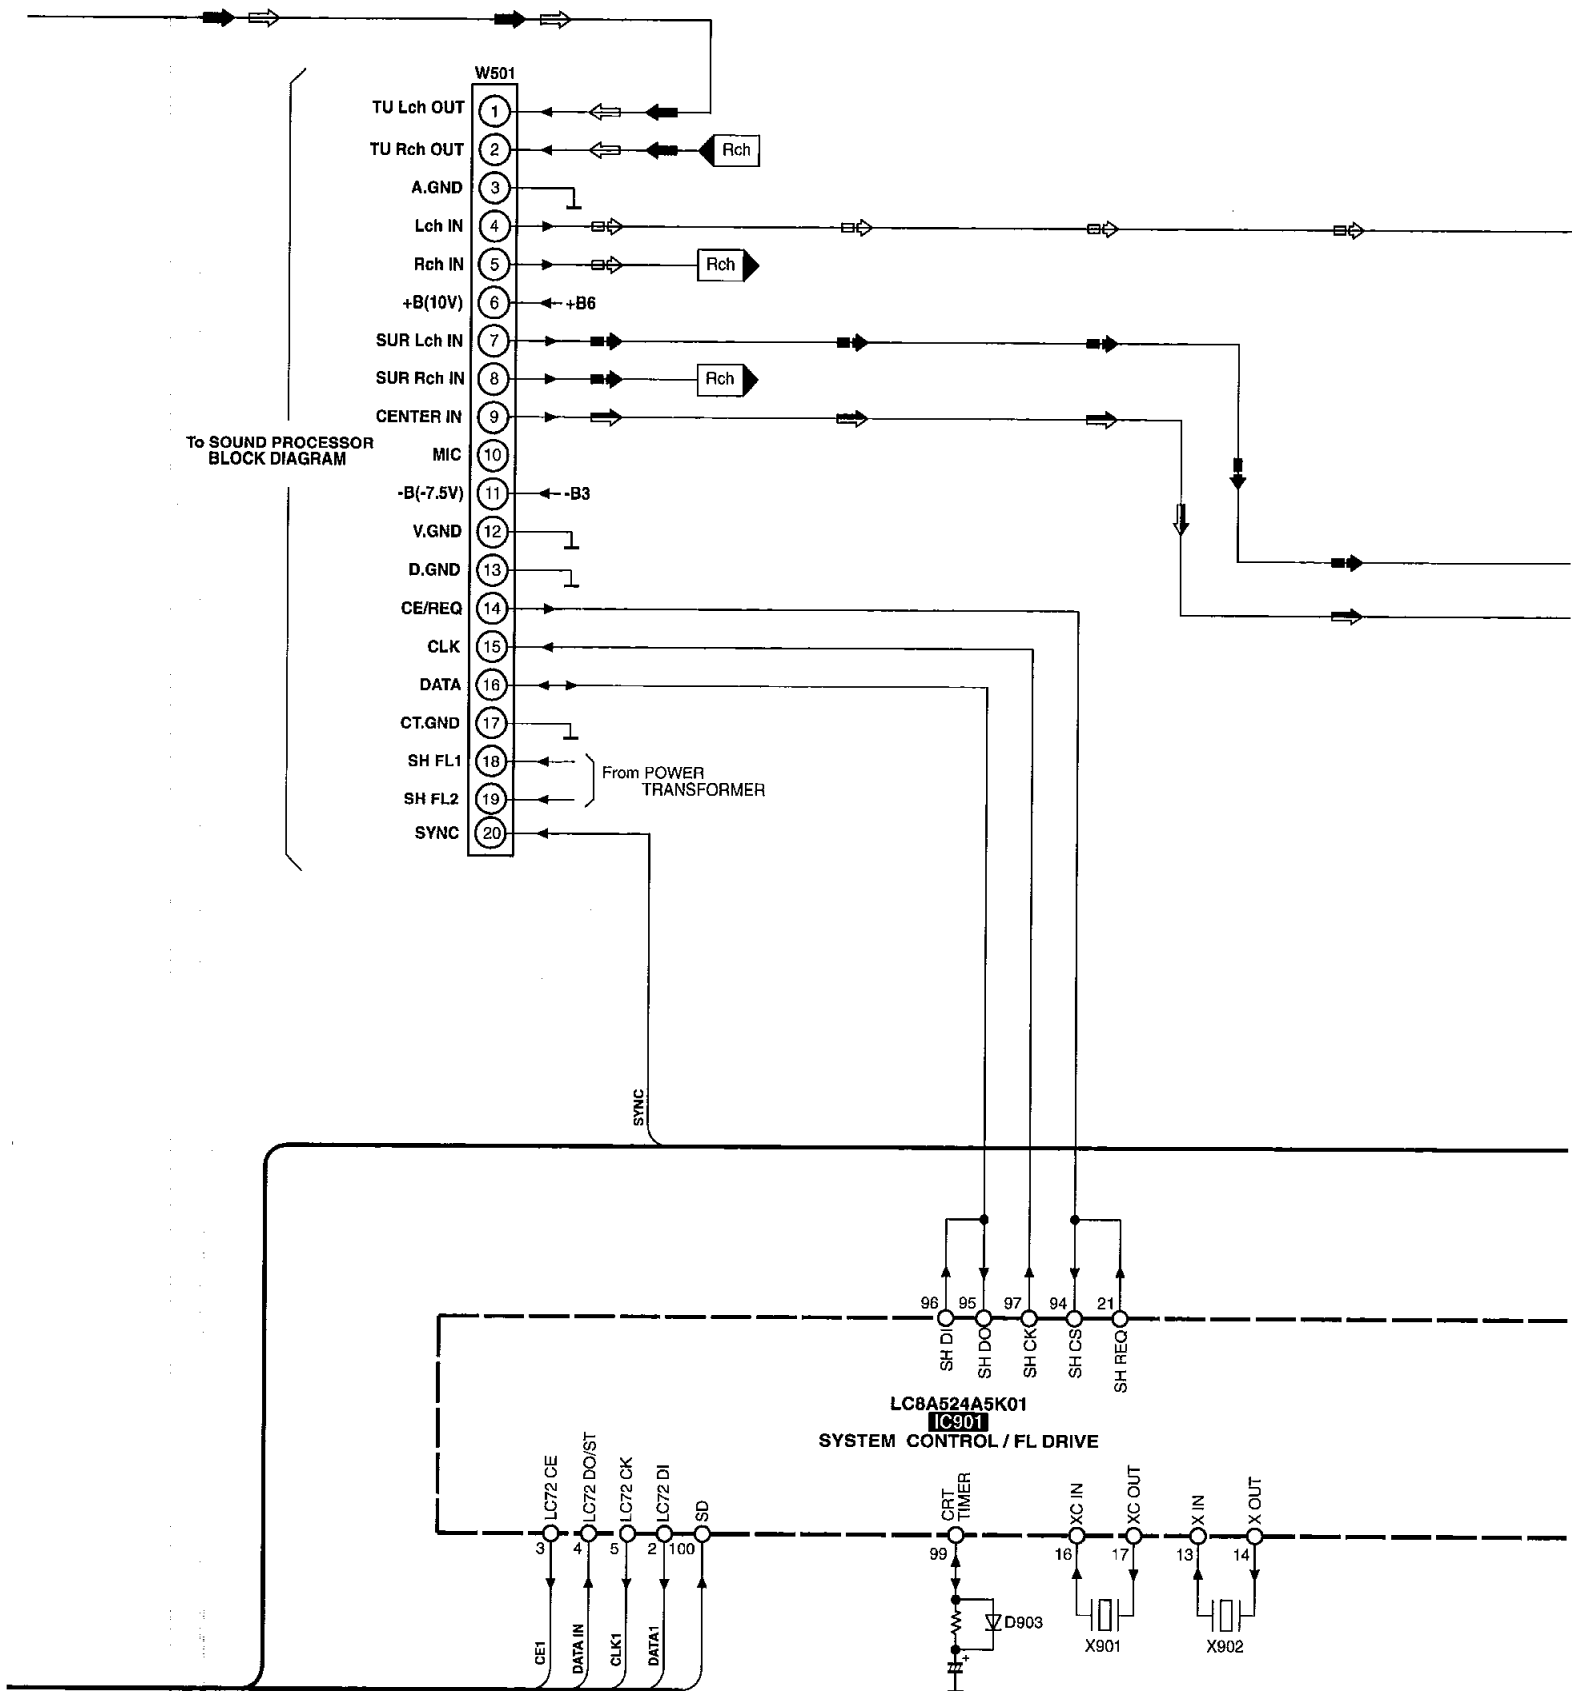 W501
TU Lch OUT 1
TU Rch OUT 2 Rch
A.GND 3
Lch IN 4
Rch IN 5 Rch
+B(10V) 6 +B6
SUR Lch IN 7
SUR Rch IN 8 Rch
CENTER IN 9
To SOUND PROCESSOR
BLOCK DIAGRAM
MIC 10
-B(-7.5V) 11 -B3
V.GND 12
D.GND 13
CE/REQ 14
CLK 15
DATA 16
CT.GND 17
SH FL1 18
From POWER
TRANSFORMER
SH FL2 19
SYNC 20
SYNC
96 95 97 94 21
SH DI
SH DO
SH CK
SH CS
SH REQ
LC8A524A5K01
IC901
SYSTEM CONTROL / FL DRIVE
LC72 CE
LC72 DO/ST
LC72 CK
LC72 DI
SD
CRT
TIMER
XC IN
XC OUT
X IN
X OUT
3 4 5 2 100 99 16 17 13 14
CE1
DATA IN
CLK1
DATA1
D903
+
X901
X902